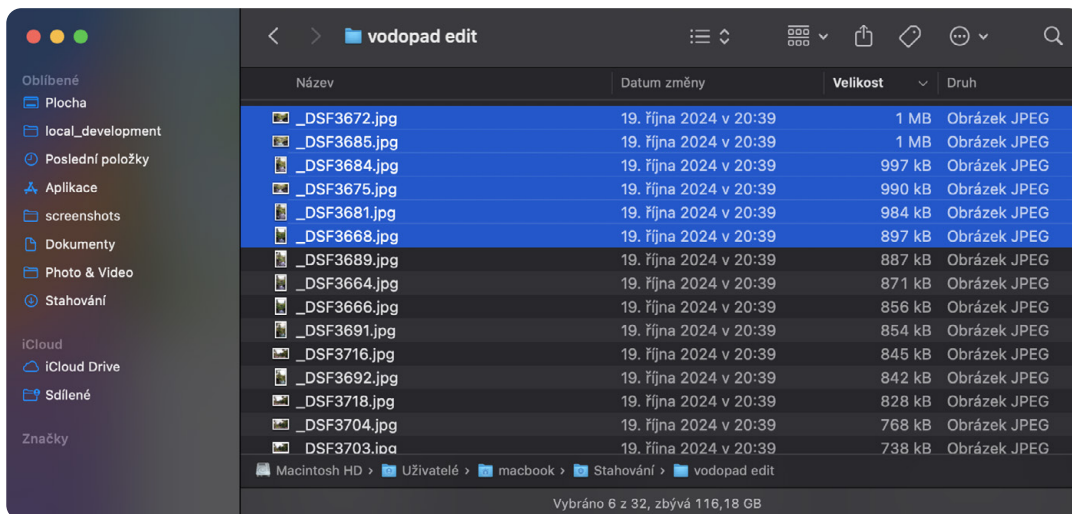 vodopad edit
Oblíbené
Plocha
local_development
Poslední položky
Aplikace
screenshots
Dokumenty
Photo & Video
Stahování
iCloud
iCloud Drive
Sdílené
Značky
Název Datum změny Velikost Druh
_DSF3672.jpg 19. října 2024 v 20:39 1 MB Obrázek JPEG
_DSF3685.jpg 19. října 2024 v 20:39 1 MB Obrázek JPEG
_DSF3684.jpg 19. října 2024 v 20:39 997 kB Obrázek JPEG
_DSF3675.jpg 19. října 2024 v 20:39 990 kB Obrázek JPEG
_DSF3681.jpg 19. října 2024 v 20:39 984 kB Obrázek JPEG
_DSF3668.jpg 19. října 2024 v 20:39 897 kB Obrázek JPEG
_DSF3689.jpg 19. října 2024 v 20:39 887 kB Obrázek JPEG
_DSF3664.jpg 19. října 2024 v 20:39 871 kB Obrázek JPEG
_DSF3666.jpg 19. října 2024 v 20:39 856 kB Obrázek JPEG
_DSF3691.jpg 19. října 2024 v 20:39 854 kB Obrázek JPEG
_DSF3716.jpg 19. října 2024 v 20:39 845 kB Obrázek JPEG
_DSF3692.jpg 19. října 2024 v 20:39 842 kB Obrázek JPEG
_DSF3718.jpg 19. října 2024 v 20:39 828 kB Obrázek JPEG
_DSF3704.jpg 19. října 2024 v 20:39 768 kB Obrázek JPEG
_DSF3703.jpg 19. října 2024 v 20:39 738 kB Obrázek JPEG
Macintosh HD › Uživatelé › macbook › Stahování › vodopad edit
Vybráno 6 z 32, zbývá 116,18 GB